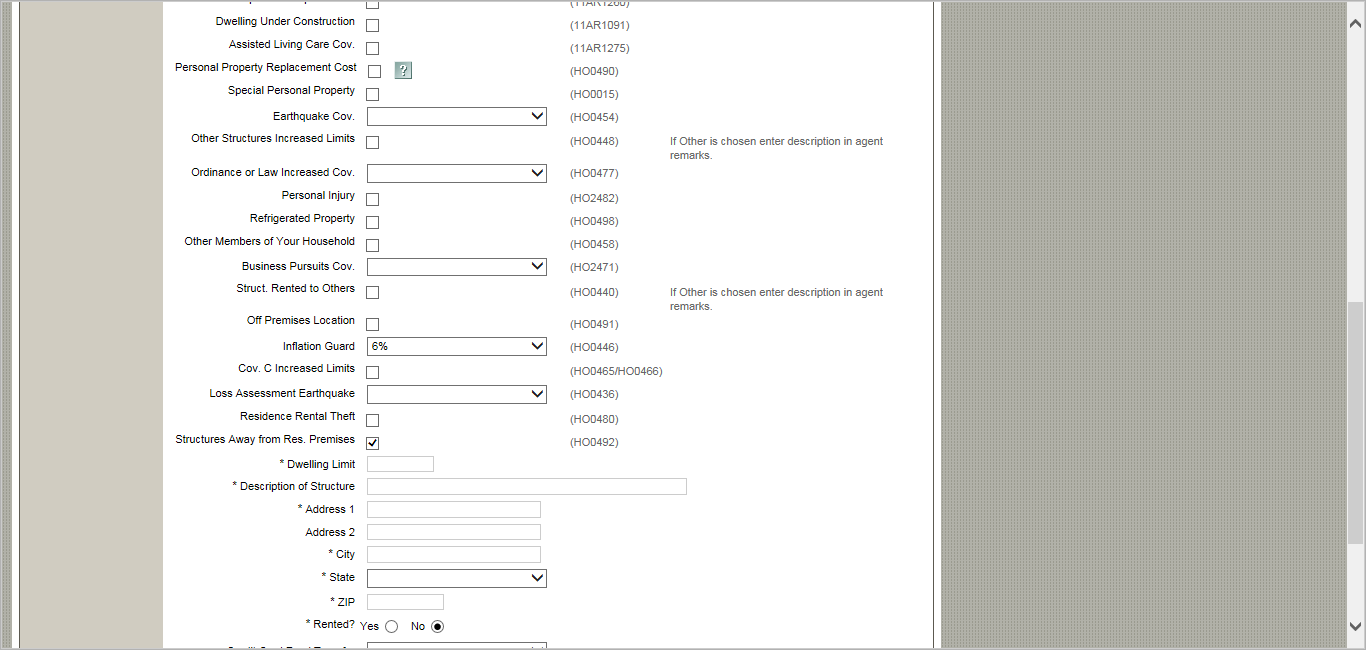 (11AR1260)
Dwelling Under Construction (11AR1091)
Assisted Living Care Cov. (11AR1275)
Personal Property Replacement Cost ? (HO0490)
Special Personal Property (HO0015)
Earthquake Cov. (HO0454)
Other Structures Increased Limits (HO0448) If Other is chosen enter description in agent
remarks.
Ordinance or Law Increased Cov. (HO0477)
Personal Injury (HO2482)
Refrigerated Property (HO0498)
Other Members of Your Household (HO0458)
Business Pursuits Cov. (HO2471)
Struct. Rented to Others (HO0440) If Other is chosen enter description in agent
remarks.
Off Premises Location (HO0491)
Inflation Guard 6% (HO0446)
Cov. C Increased Limits (HO0465/HO0466)
Loss Assessment Earthquake (HO0436)
Residence Rental Theft (HO0480)
Structures Away from Res. Premises (HO0492)
* Dwelling Limit
* Description of Structure
* Address 1
Address 2
* City
* State
* ZIP
* Rented? Yes No